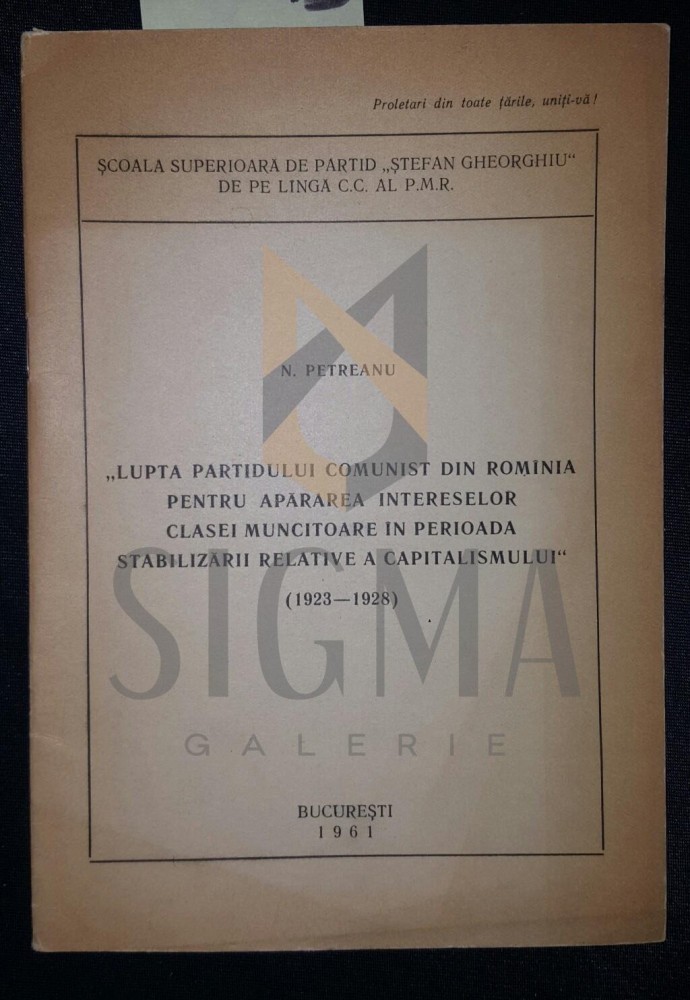 Proletari din toate țările, uniți-vă!
ȘCOALA SUPERIOARĂ DE PARTID „ȘTEFAN GHEORGHIU“
DE PE LINGĂ C.C. AL P.M.R.
N. PETREANU
„LUPTA PARTIDULUI COMUNIST DIN ROMÎNIA
PENTRU APĂRAREA INTERESELOR
CLASEI MUNCITOARE IN PERIOADA
STABILIZĂRII RELATIVE A CAPITALISMULUI“
(1923—1928)
SIGMA
GALERIE
BUCUREȘTI
1961